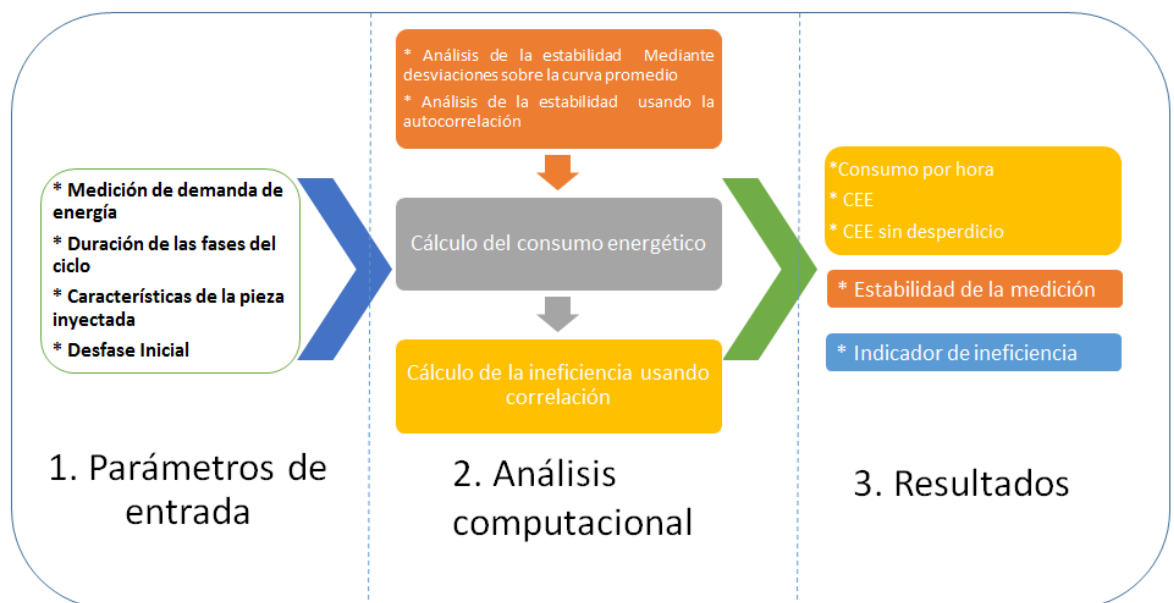 * Medición de demanda de
energía
* Duración de las fases del
ciclo
* Características de la pieza
inyectada
* Desfase Inicial
1. Parámetros de
entrada
* Análisis de la estabilidad Mediante
desviaciones sobre la curva promedio
* Análisis de la estabilidad usando la
autocorrelación
Cálculo del consumo energético
Cálculo de la ineficiencia usando
correlación
2. Análisis
computacional
*Consumo por hora
* CEE
* CEE sin desperdicio
* Estabilidad de la medición
* Indicador de ineficiencia
3. Resultados